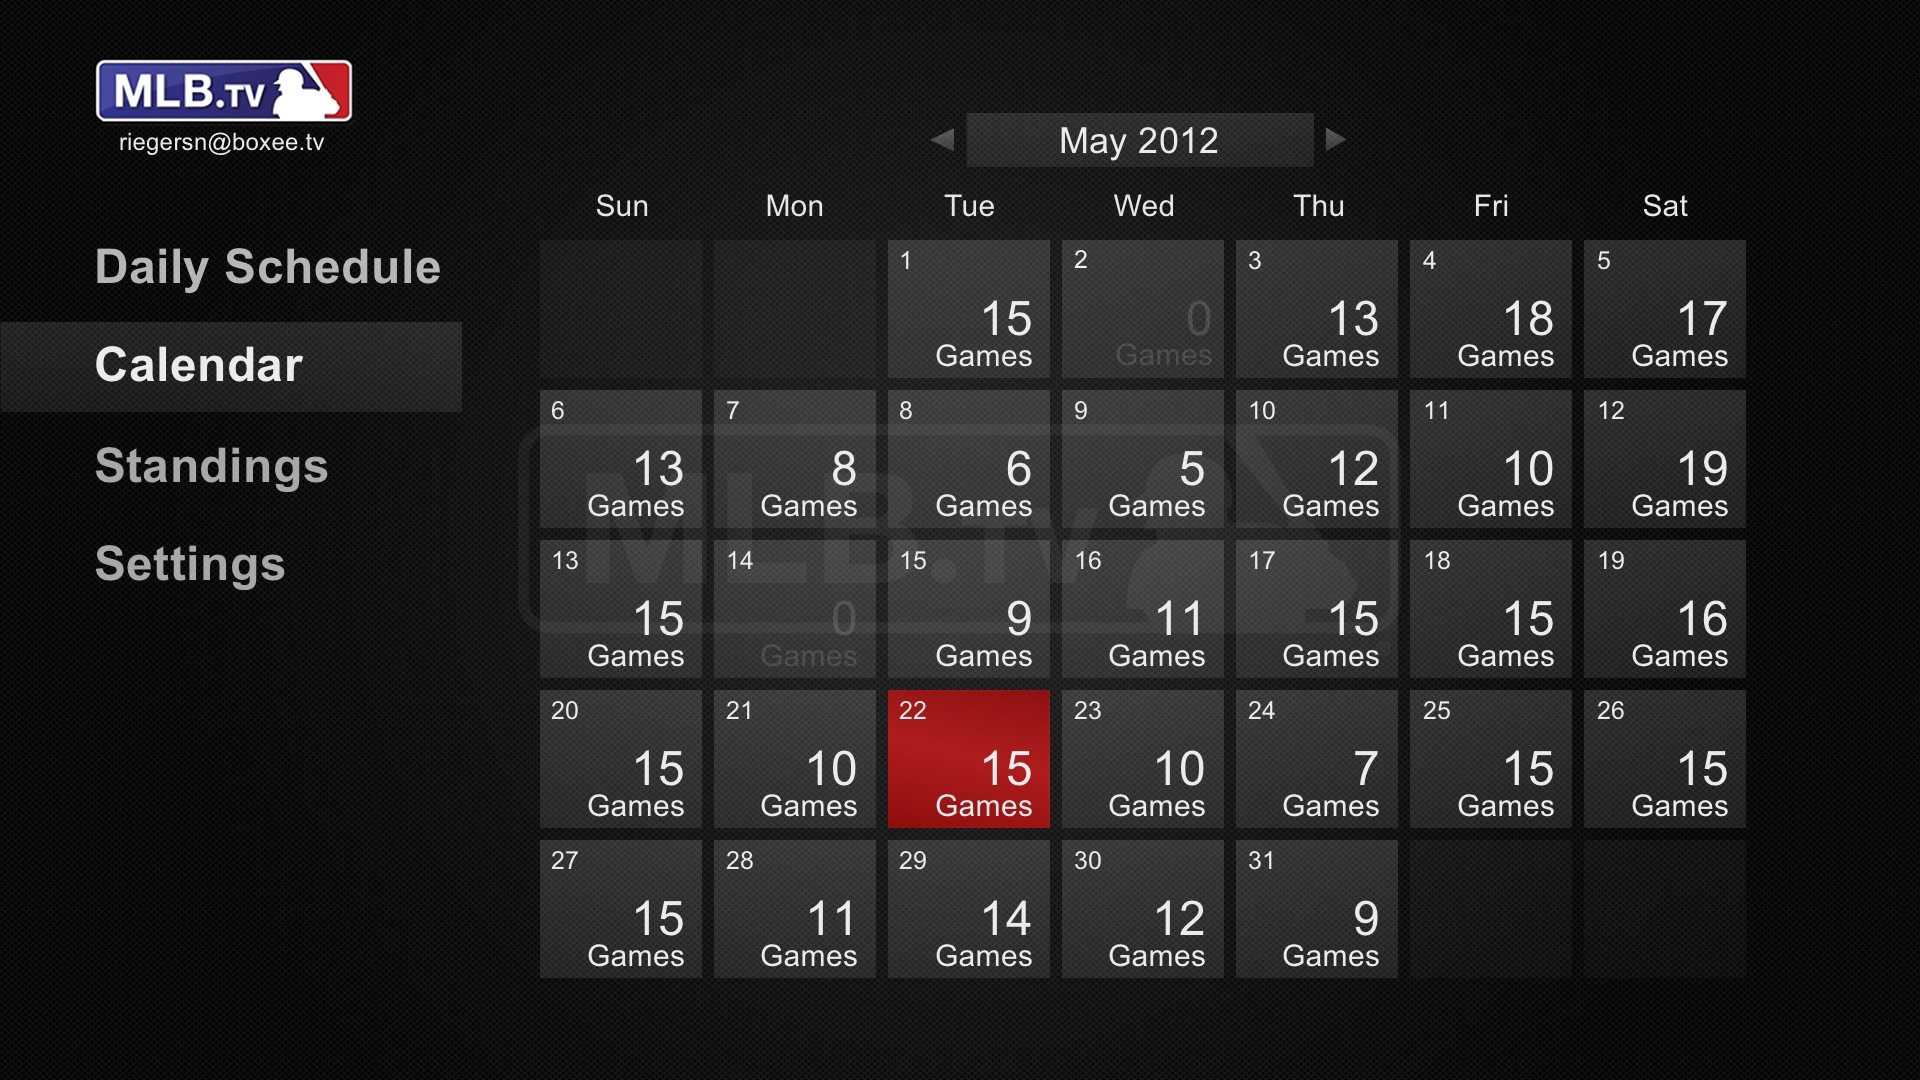 MLB.TV
riegersn@boxee.tv
Daily Schedule
Calendar
Standings
Settings
May 2012
Sun Mon Tue Wed Thu Fri Sat
1 2 3 4 5
15 0 13 18 17
Games Games Games Games Games
6 7 8 9 10 11 12
13 8 6 5 12 10 19
Games Games Games Games Games Games Games
MLB.TV
13 14 15 16 17 18 19
15 0 9 11 15 15 16
Games Games Games Games Games Games Games
20 21 22 23 24 25 26
15 10 15 10 7 15 15
Games Games Games Games Games Games Games
27 28 29 30 31
15 11 14 12 9
Games Games Games Games Games